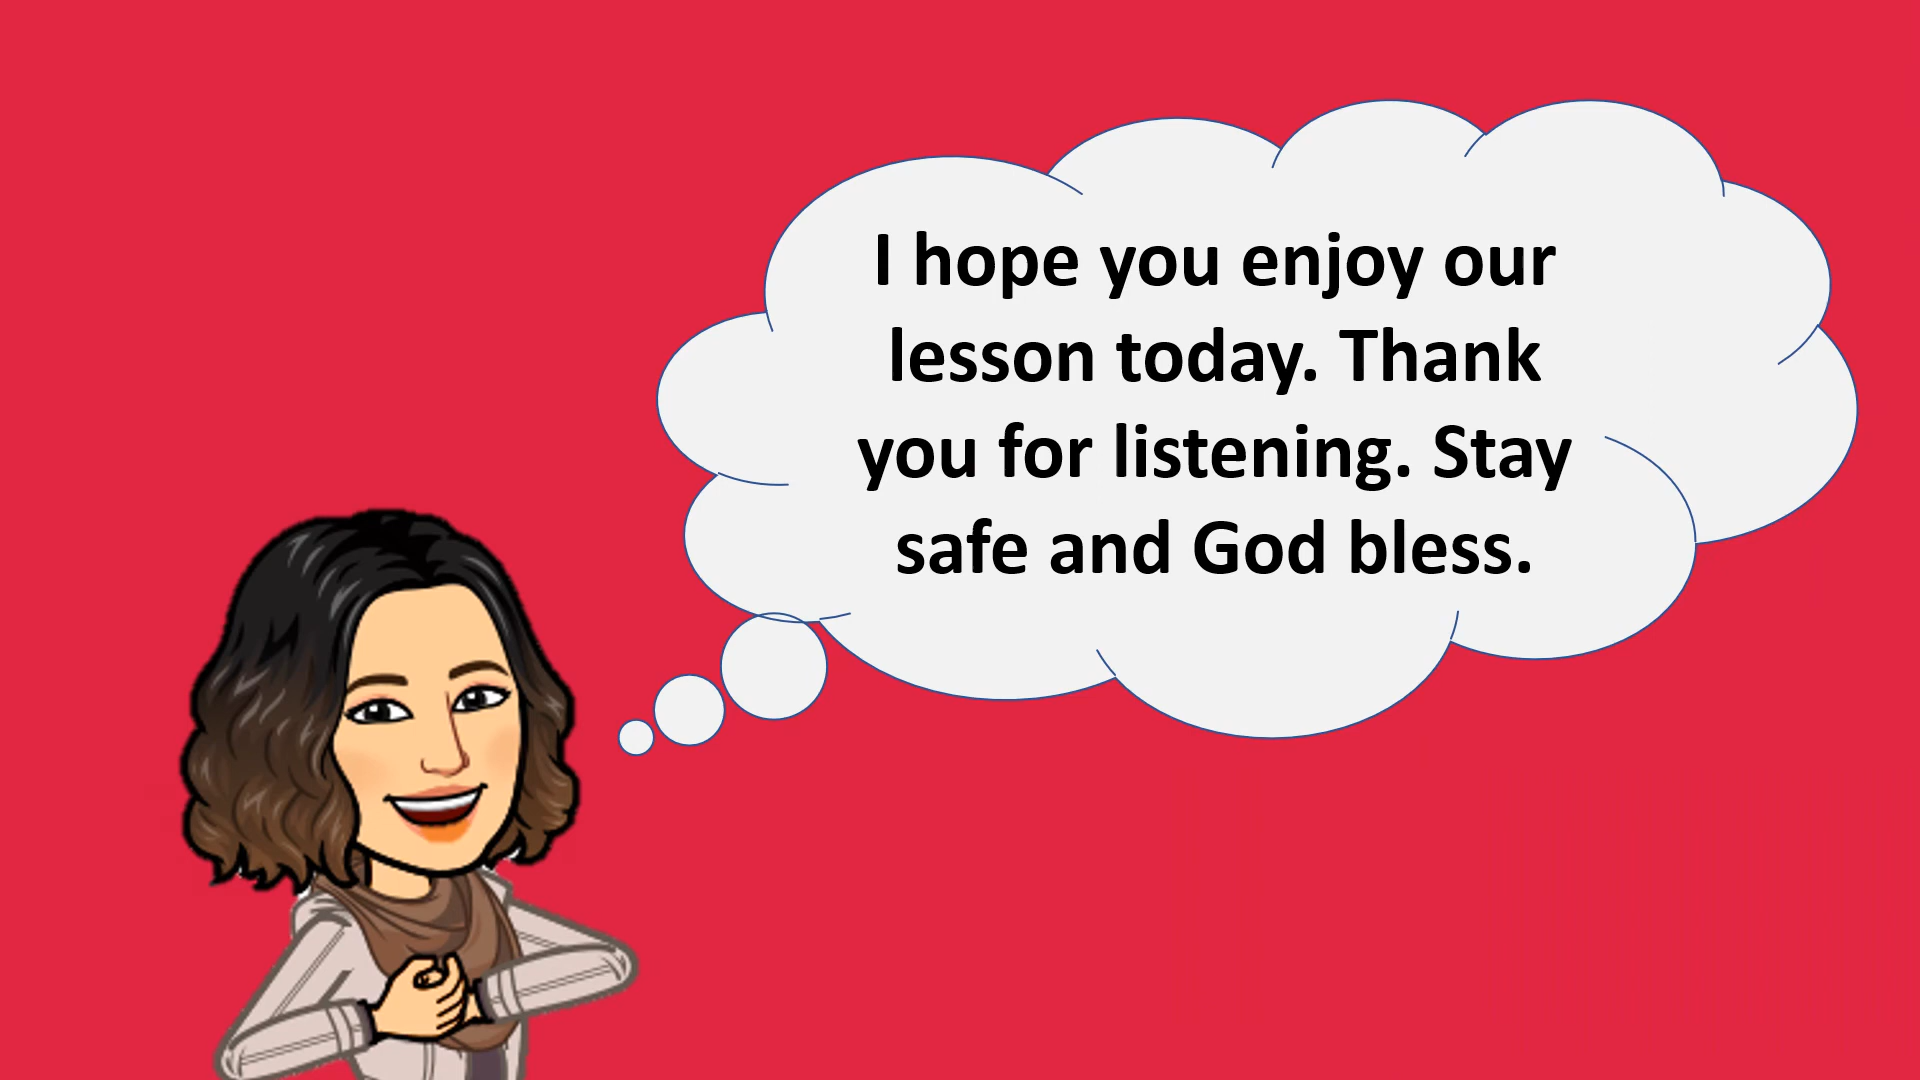 I hope you enjoy our
lesson today. Thank
you for listening. Stay
safe and God bless.